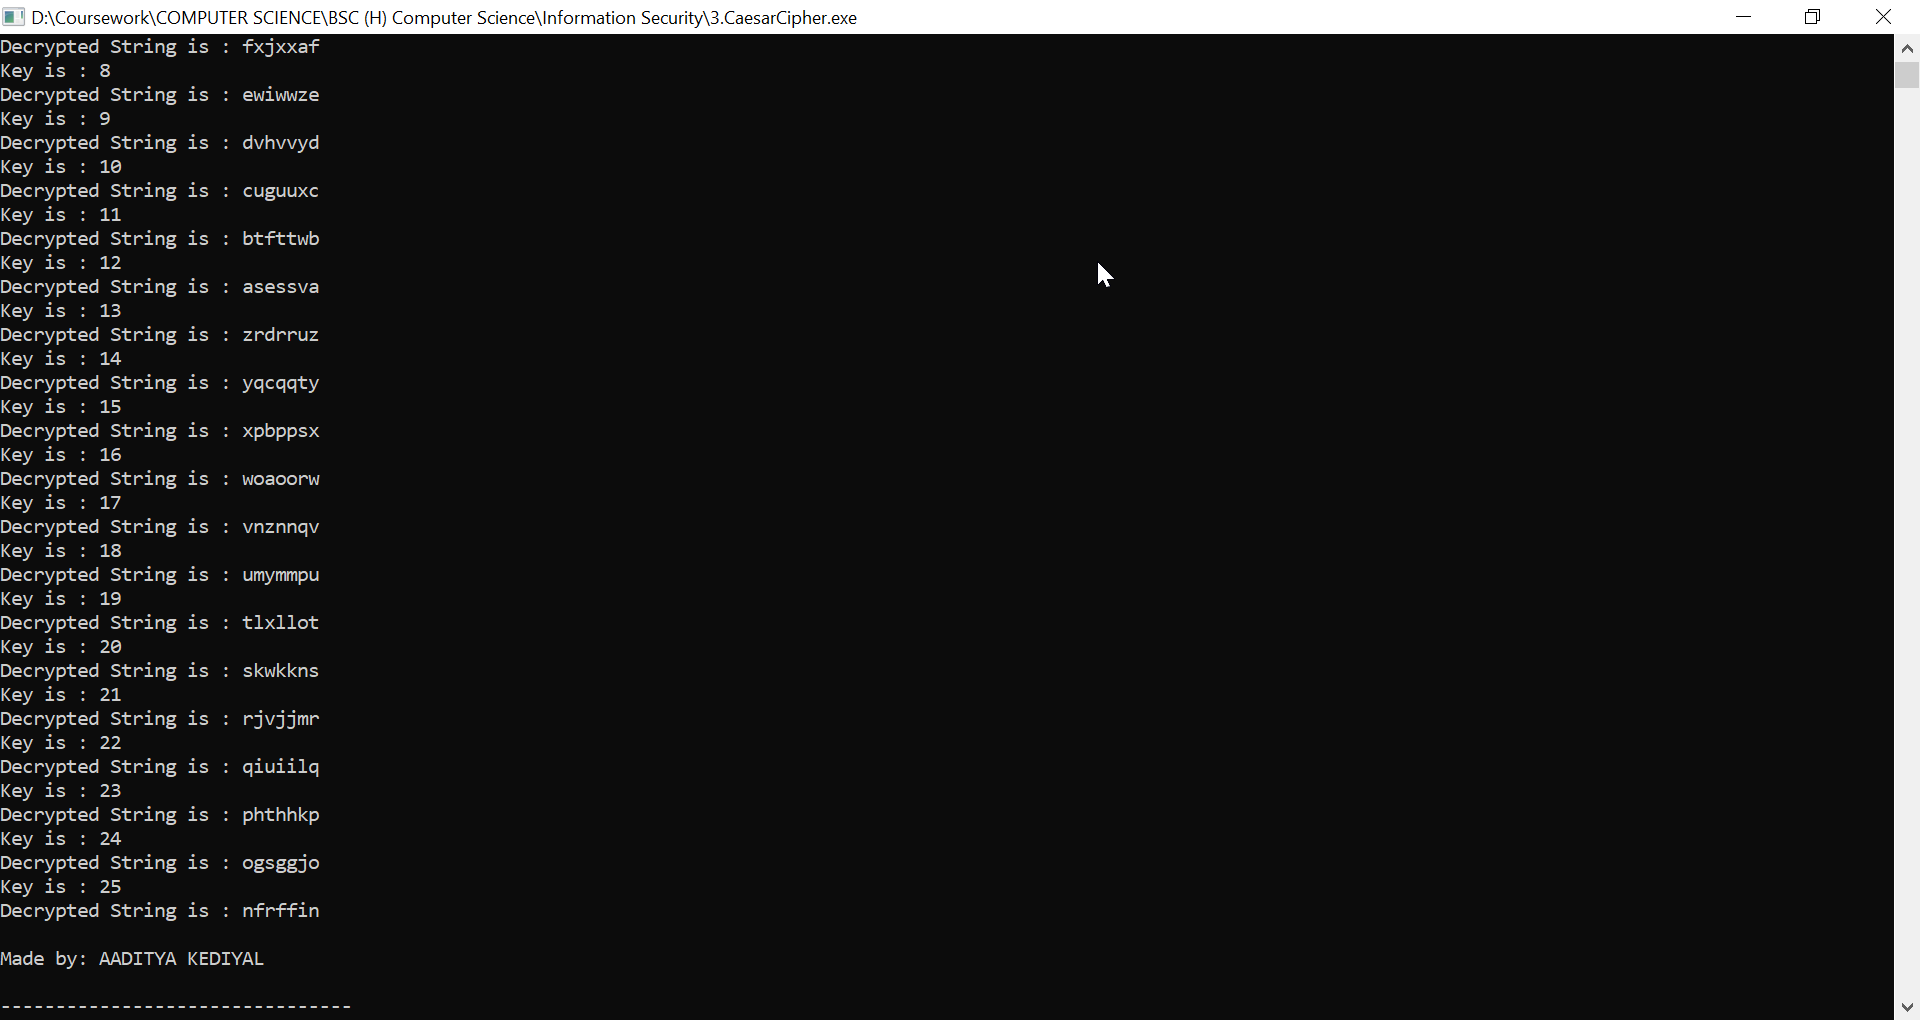 D:\Coursework\COMPUTER SCIENCE\BSC (H) Computer Science\Information Security\3.CaesarCipher.exe
Decrypted String is : fxjxxaf
Key is : 8
Decrypted String is : ewiwwze
Key is : 9
Decrypted String is : dvhvvyd
Key is : 10
Decrypted String is : cuguuxc
Key is : 11
Decrypted String is : btfttwb
Key is : 12
Decrypted String is : asessva
Key is : 13
Decrypted String is : zrdrruz
Key is : 14
Decrypted String is : yqcqqty
Key is : 15
Decrypted String is : xpbppsx
Key is : 16
Decrypted String is : woaoorw
Key is : 17
Decrypted String is : vnznnqv
Key is : 18
Decrypted String is : umymmpu
Key is : 19
Decrypted String is : tlxllot
Key is : 20
Decrypted String is : skwkkns
Key is : 21
Decrypted String is : rjvjjmr
Key is : 22
Decrypted String is : qiuiilq
Key is : 23
Decrypted String is : phthhkp
Key is : 24
Decrypted String is : ogsggjo
Key is : 25
Decrypted String is : nfrffin
Made by: AADITYA KEDIYAL
--------------------------------